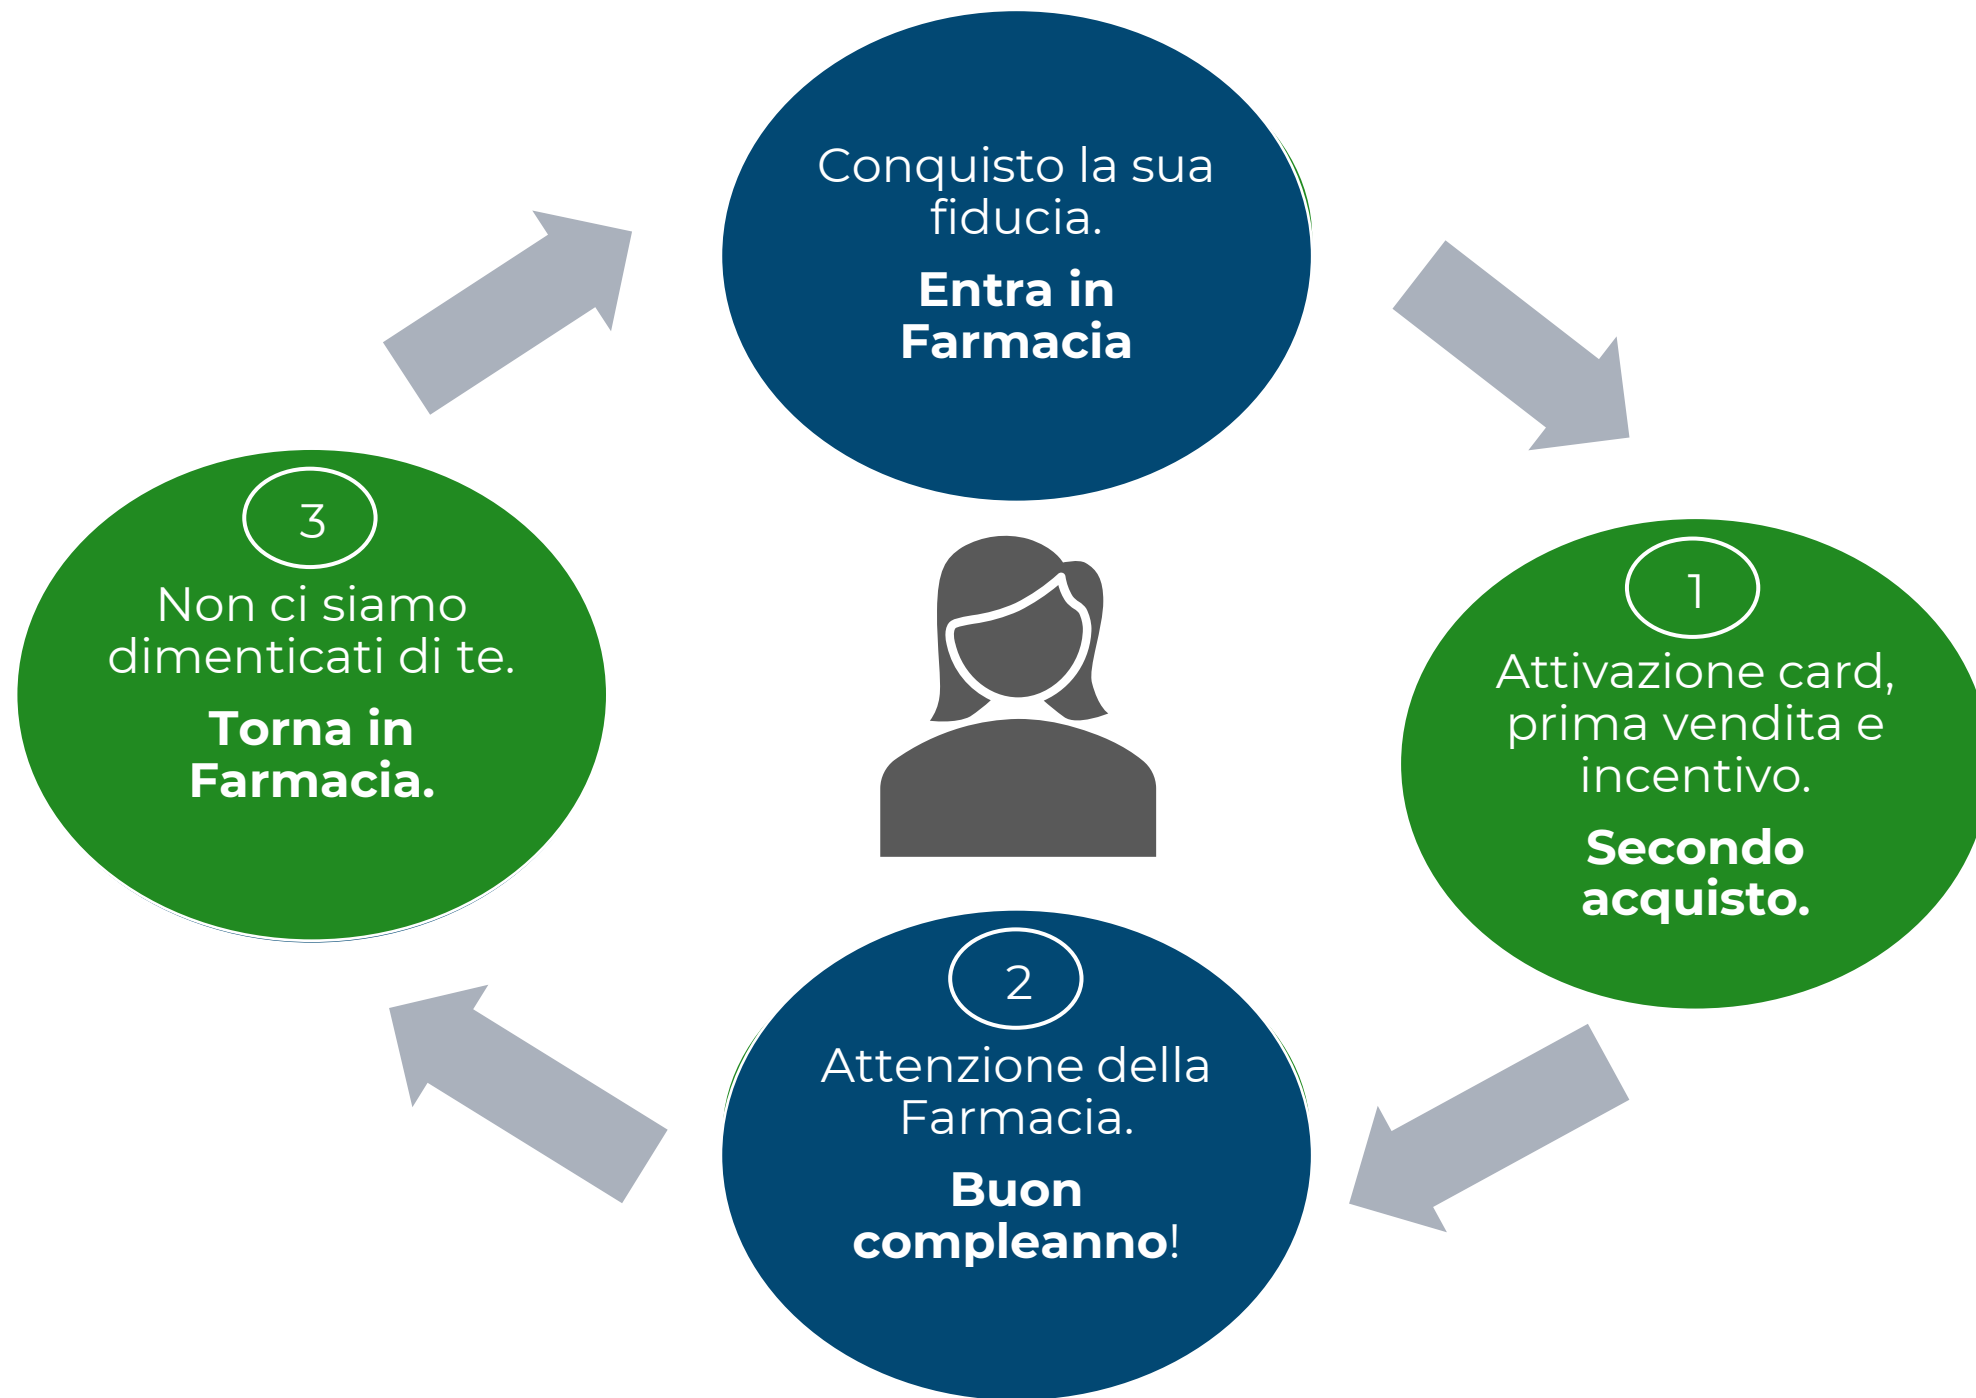 Conquisto la sua
fiducia.
Entra in
Farmacia
1
Attivazione card,
prima vendita e
incentivo.
Secondo
acquisto.
2
Attenzione della
Farmacia.
Buon
compleanno!
3
Non ci siamo
dimenticati di te.
Torna in
Farmacia.